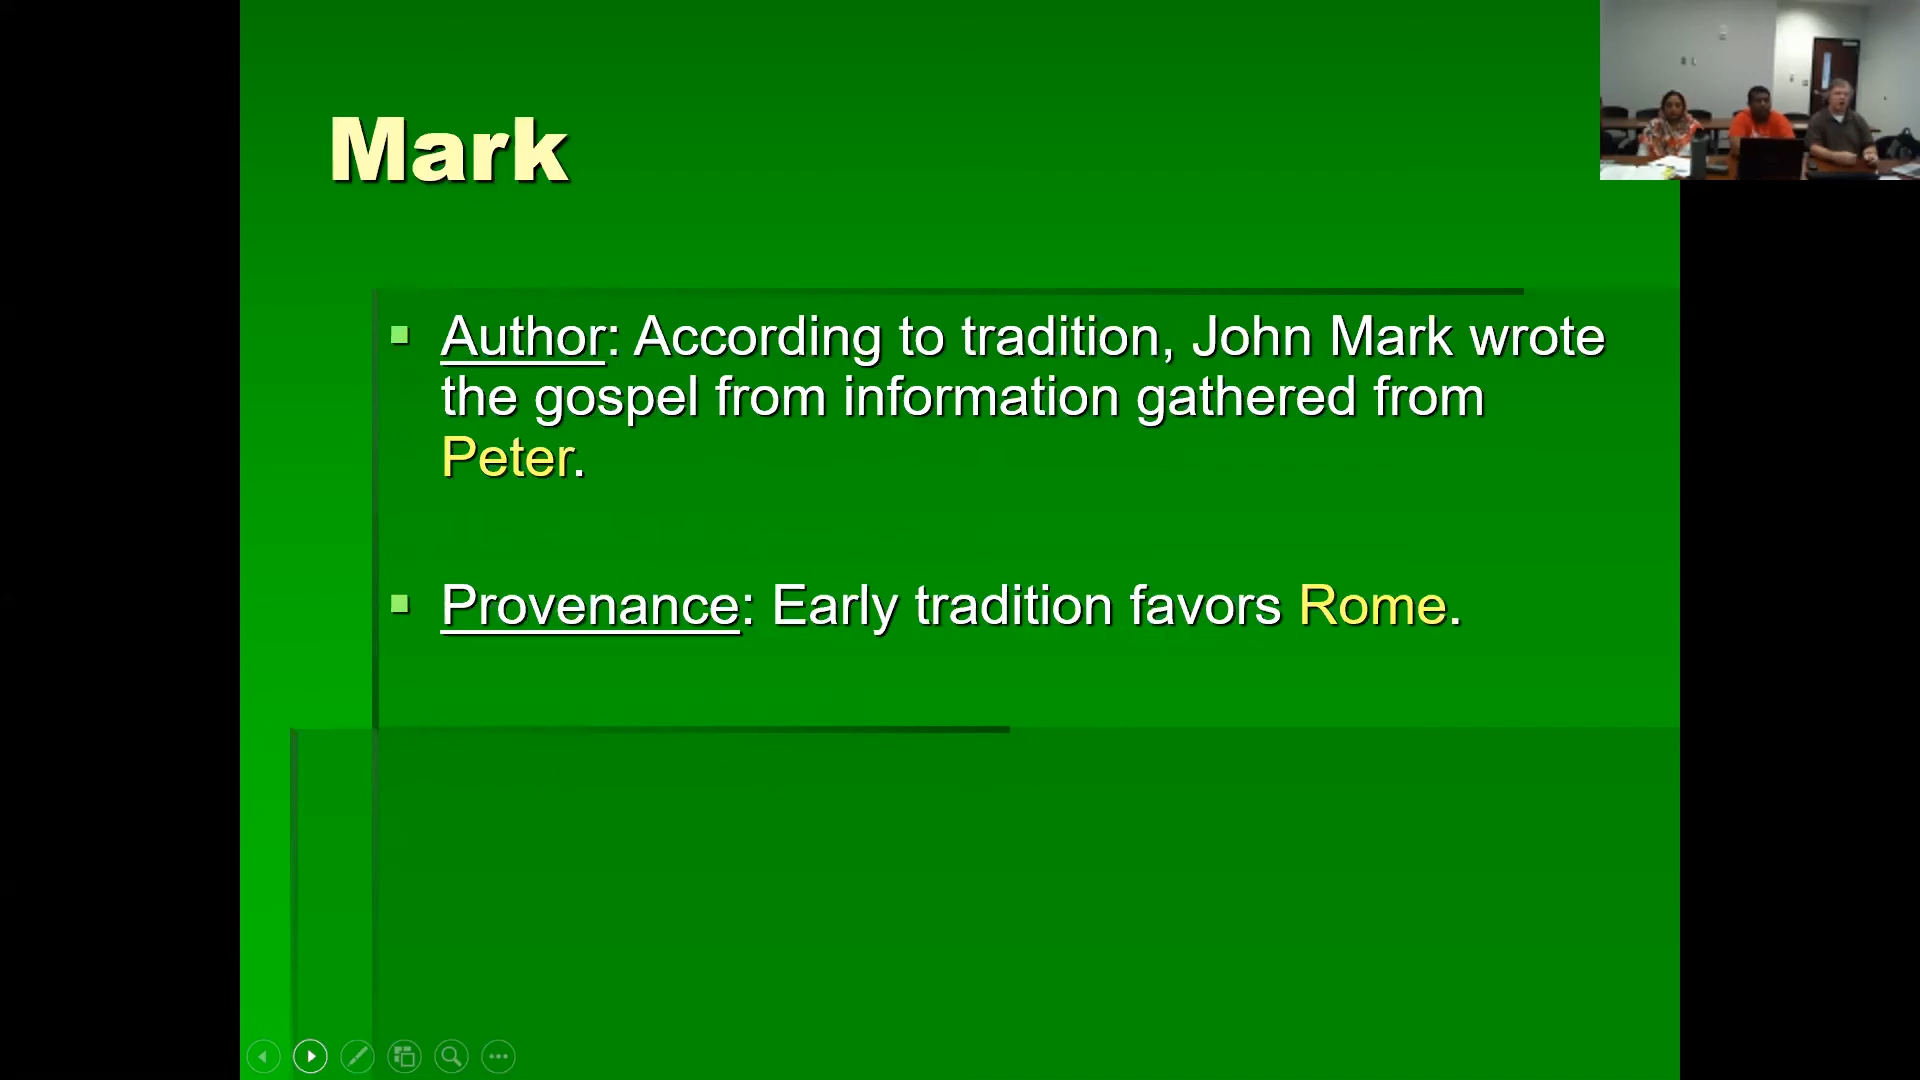 Mark
Author: According to tradition, John Mark wrote
the gospel from information gathered from
Peter.
Provenance: Early tradition favors Rome.